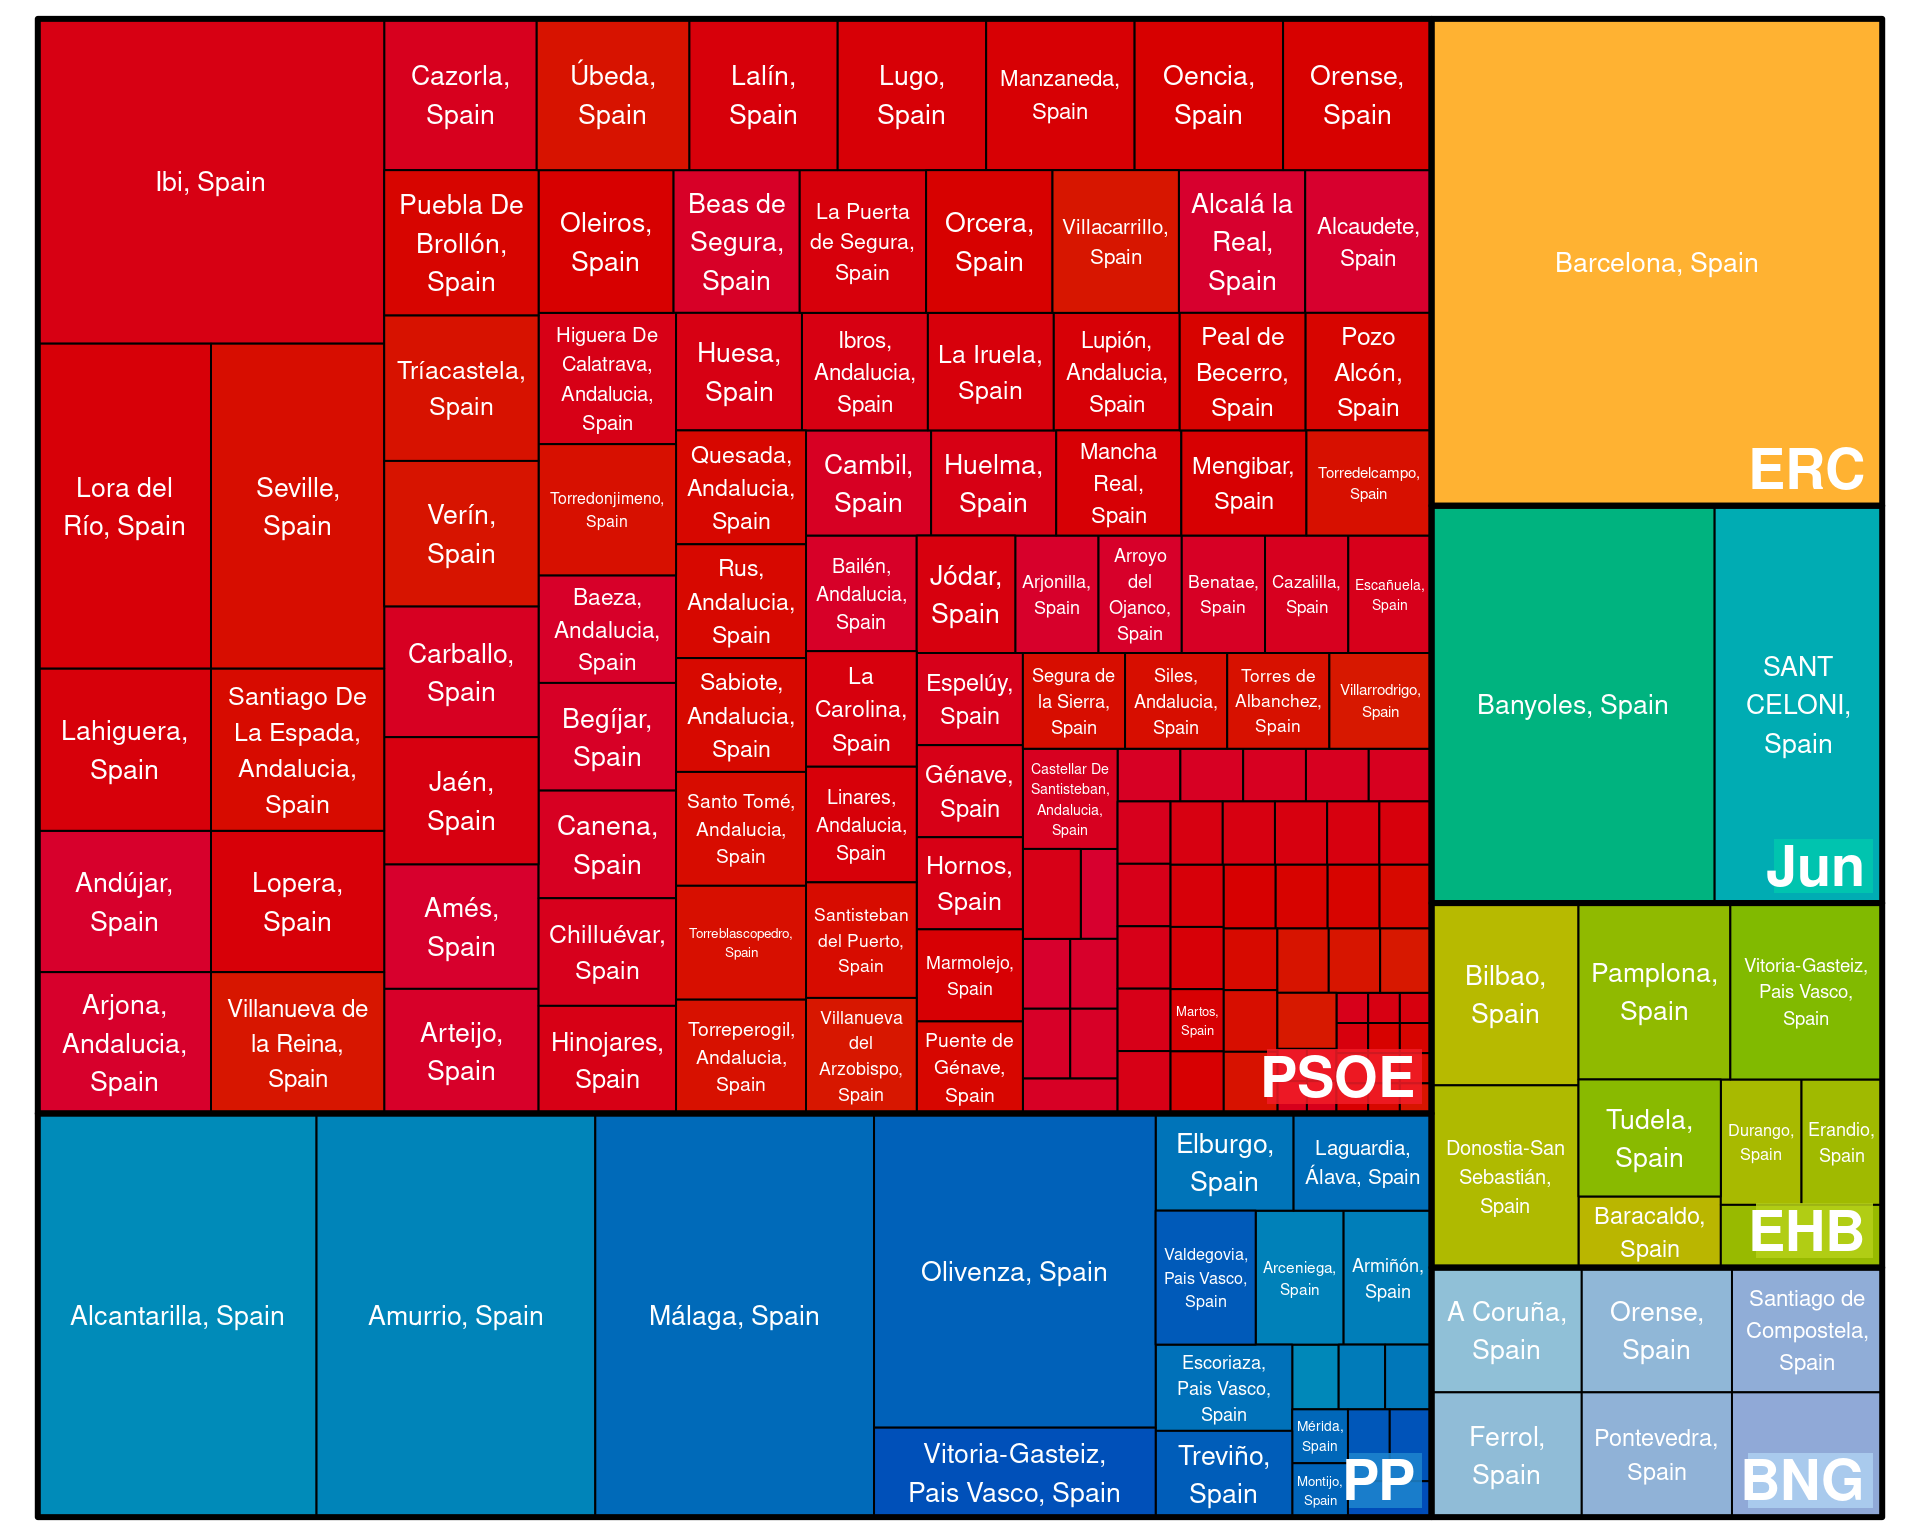 Ibi, Spain
Cazorla,
Spain
Úbeda,
Spain
Lalín,
Spain
Lugo,
Spain
Manzaneda,
Spain
Oencia,
Spain
Orense,
Spain
Puebla De
Brollón,
Spain
Oleiros,
Spain
Beas de
Segura,
Spain
La Puerta
de Segura,
Spain
Orcera,
Spain
Villacarrillo,
Spain
Alcalá la
Real,
Spain
Alcaudete,
Spain
Tríacastela,
Spain
Higuera De
Calatrava,
Andalucia,
Spain
Huesa,
Spain
Ibros,
Andalucia,
Spain
La Iruela,
Spain
Lupión,
Andalucia,
Spain
Peal de
Becerro,
Spain
Pozo
Alcón,
Spain
Lora del
Río, Spain
Seville,
Spain
Verín,
Spain
Torredonjimeno,
Spain
Quesada,
Andalucia,
Spain
Cambil,
Spain
Huelma,
Spain
Mancha
Real,
Spain
Mengibar,
Spain
Torredelcampo,
Spain
Baeza,
Andalucia,
Spain
Rus,
Andalucia,
Spain
Bailén,
Andalucia,
Spain
Jódar,
Spain
Arjonilla,
Spain
Arroyo
del
Ojanco,
Spain
Benatae,
Spain
Cazalilla,
Spain
Escañuela,
Spain
Lahiguera,
Spain
Santiago De
La Espada,
Andalucia,
Spain
Carballo,
Spain
Begíjar,
Spain
Sabiote,
Andalucia,
Spain
La
Carolina,
Spain
Espelúy,
Spain
Segura de
la Sierra,
Spain
Siles,
Andalucia,
Spain
Torres de
Albanchez,
Spain
Villarrodrigo,
Spain
Jaén,
Spain
Canena,
Spain
Santo Tomé,
Andalucia,
Spain
Linares,
Andalucia,
Spain
Génave,
Spain
Castellar De
Santisteban,
Andalucia,
Spain
Andújar,
Spain
Lopera,
Spain
Amés,
Spain
Chilluévar,
Spain
Torreblascopedro,
Spain
Santisteban
del Puerto,
Spain
Hornos,
Spain
Marmolejo,
Spain
Arjona,
Andalucia,
Spain
Villanueva de
la Reina,
Spain
Arteijo,
Spain
Hinojares,
Spain
Torreperogil,
Andalucia,
Spain
Villanueva
del
Arzobispo,
Spain
Puente de
Génave,
Spain
Martos,
Spain
PSOE
Barcelona, Spain
ERC
Banyoles, Spain
SANT
CELONI,
Spain
Jun
Bilbao,
Spain
Pamplona,
Spain
Vitoria-Gasteiz,
Pais Vasco,
Spain
Donostia-San
Sebastián,
Spain
Tudela,
Spain
Durango,
Spain
Erandio,
Spain
Baracaldo,
Spain
EHB
Alcantarilla, Spain
Amurrio, Spain
Málaga, Spain
Olivenza, Spain
Vitoria-Gasteiz,
Pais Vasco, Spain
Elburgo,
Spain
Laguardia,
Álava, Spain
Valdegovia,
Pais Vasco,
Spain
Arceniega,
Spain
Armiñón,
Spain
Escoriaza,
Pais Vasco,
Spain
Treviño,
Spain
Mérida,
Spain
Montijo,
Spain
PP
A Coruña,
Spain
Orense,
Spain
Santiago de
Compostela,
Spain
Ferrol,
Spain
Pontevedra,
Spain
BNG